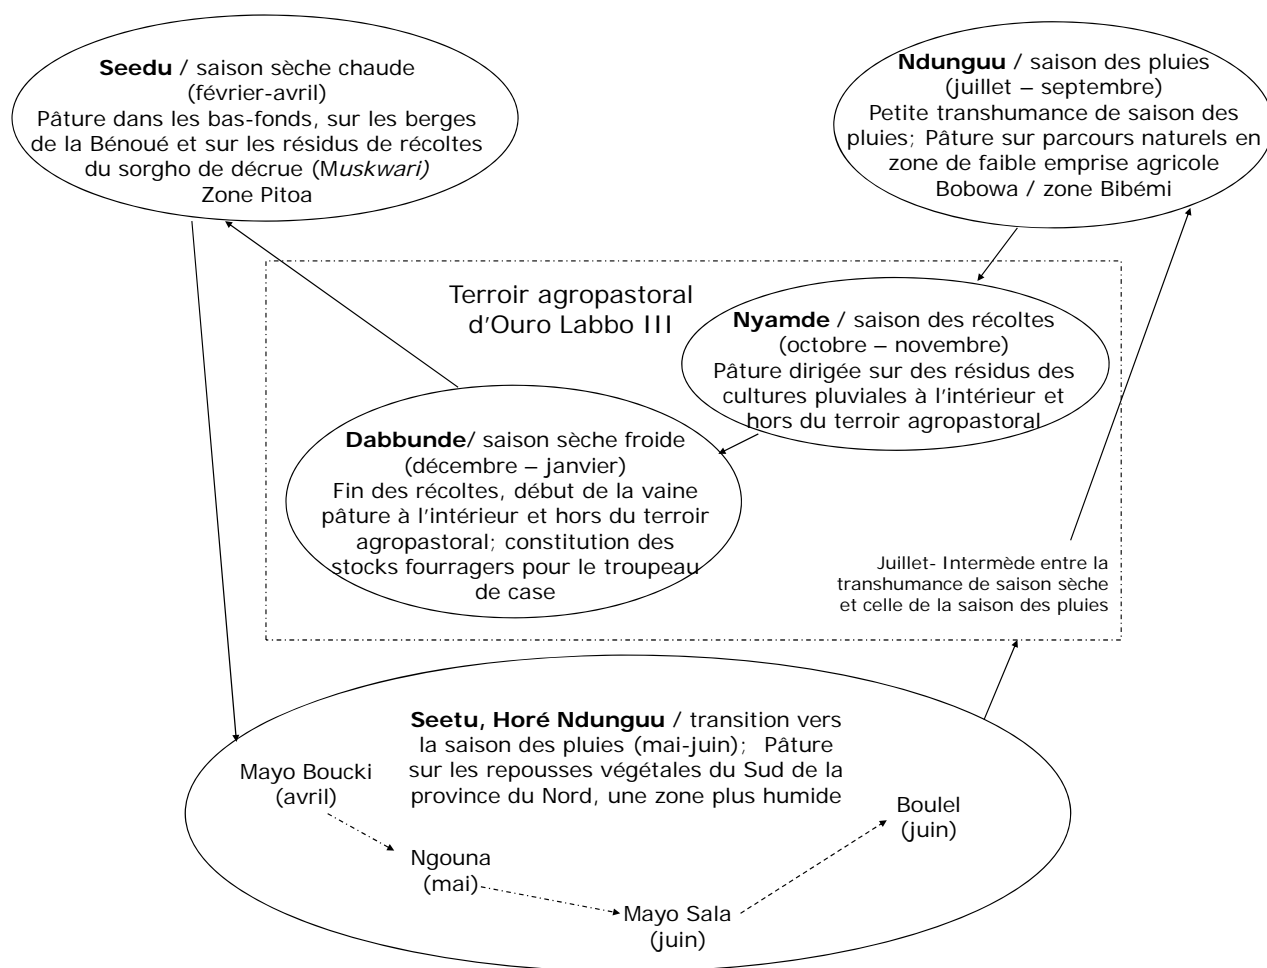 Seedu / saison sèche chaude
(février-avril)
Pâture dans les bas-fonds, sur les berges
de la Bénoué et sur les résidus de récoltes
du sorgho de décrue (Muskwari)
Zone Pitoa
Ndunguu / saison des pluies
(juillet – septembre)
Petite transhumance de saison des
pluies; Pâture sur parcours naturels en
zone de faible emprise agricole
Bobowa / zone Bibémi
Terroir agropastoral
d'Ouro Labbo III
Nyamde / saison des récoltes
(octobre – novembre)
Pâture dirigée sur des résidus des
cultures pluviales à l'intérieur et
hors du terroir agropastoral
Dabbunde/ saison sèche froide
(décembre – janvier)
Fin des récoltes, début de la vaine
pâture à l'intérieur et hors du terroir
agropastoral; constitution des
stocks fourragers pour le troupeau
de case
Juillet- Intermède entre la
transhumance de saison sèche
et celle de la saison des pluies
Seetu, Horé Ndunguu / transition vers
la saison des pluies (mai-juin); Pâture
sur les repousses végétales du Sud de la
province du Nord, une zone plus humide
Mayo Boucki
(avril)
Ngouna
(mai)
Mayo Sala
(juin)
Boulel
(juin)